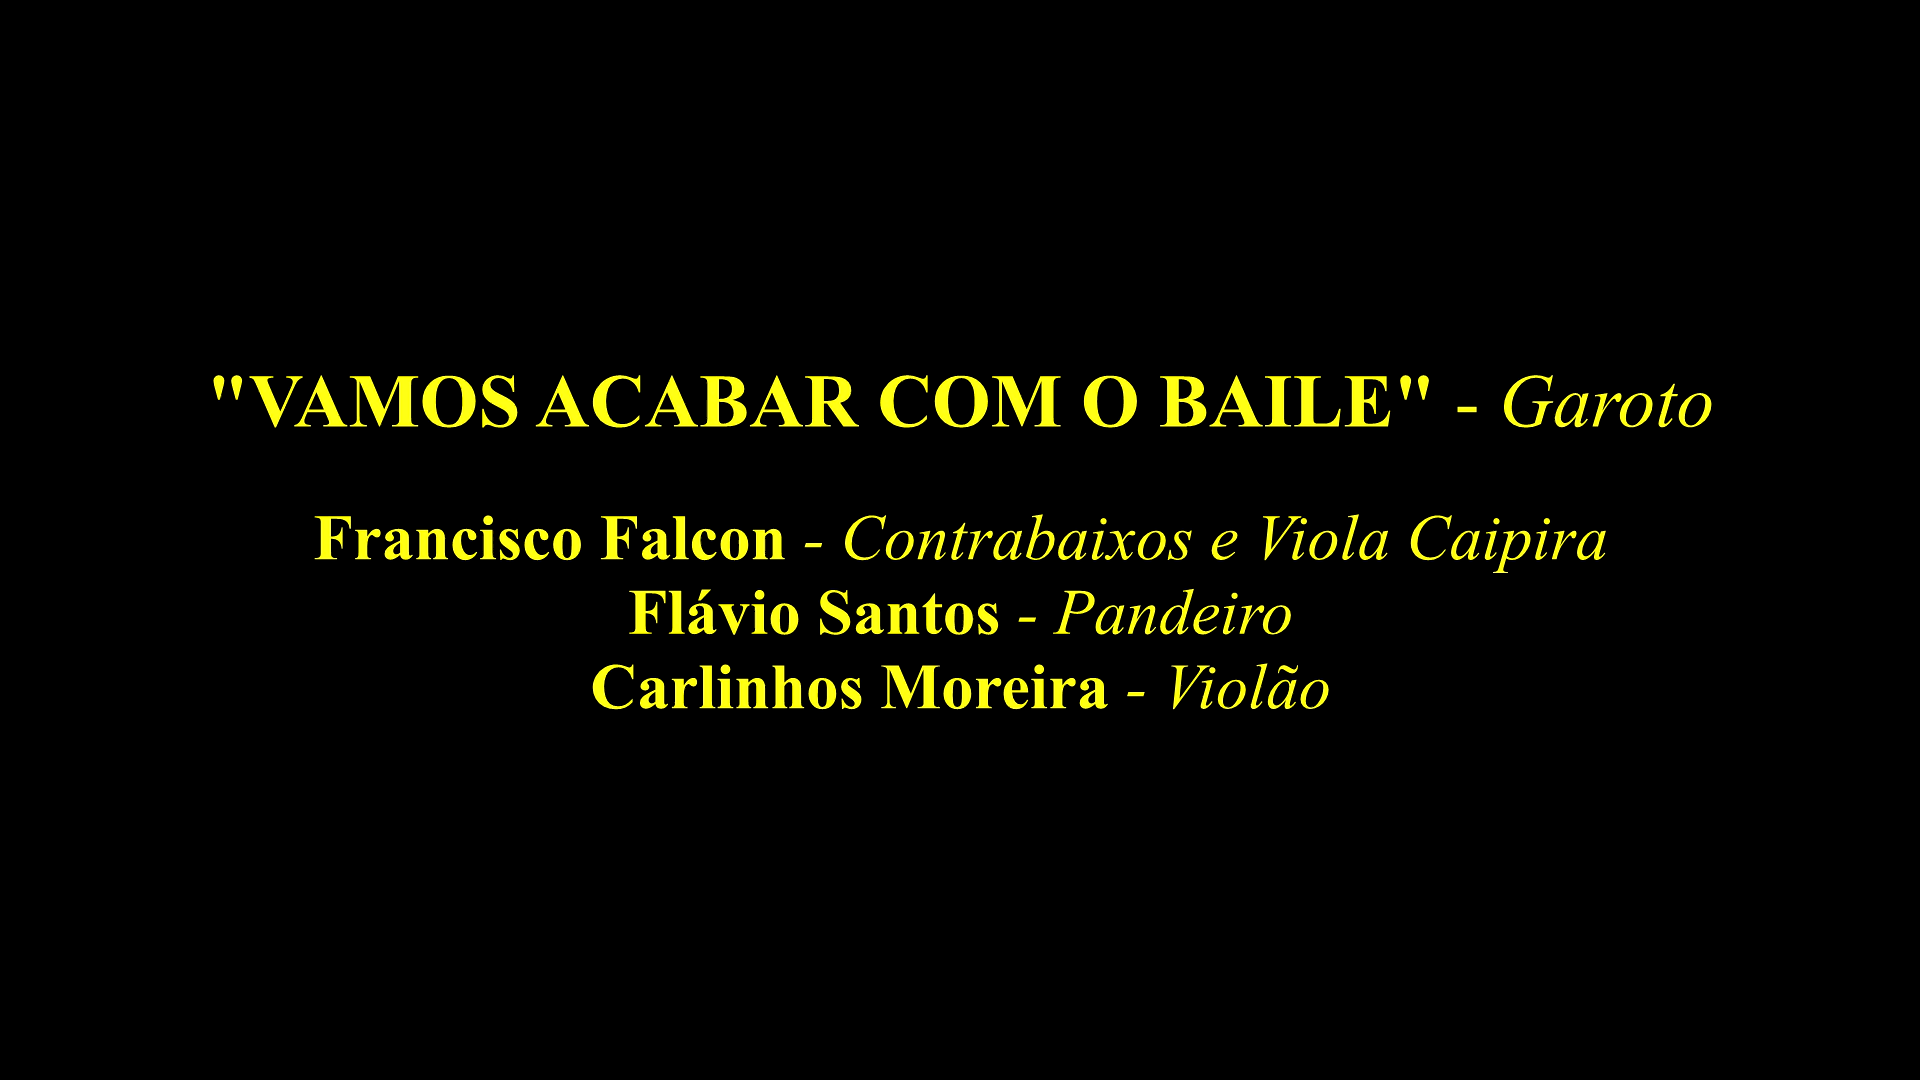 "VAMOS ACABAR COM O BAILE" - Garoto
Francisco Falcon - Contrabaixos e Viola Caipira
Flávio Santos - Pandeiro
Carlinhos Moreira - Violão